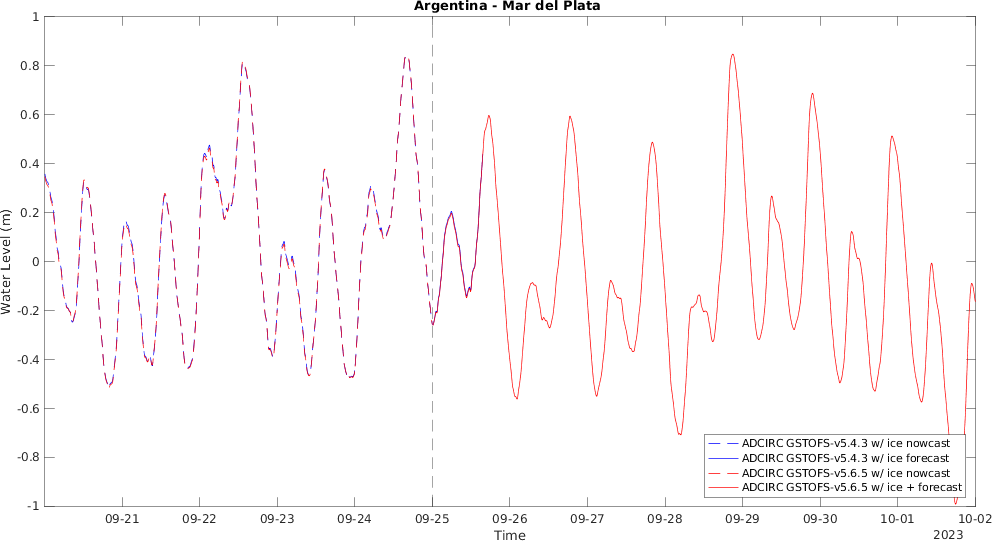 Argentina - Mar del Plata
Water Level (m)
1
0.8
0.6
0.4
0.2
0
-0.2
-0.4
-0.6
-0.8
-1
ADCIRC GSTOFS-v5.4.3 w/ ice nowcast
ADCIRC GSTOFS-v5.4.3 w/ ice forecast
ADCIRC GSTOFS-v5.6.5 w/ ice nowcast
ADCIRC GSTOFS-v5.6.5 w/ ice + forecast
09-21 09-22 09-23 09-24 09-25 09-26 09-27 09-28 09-29 09-30 10-01 10-02
Time
2023